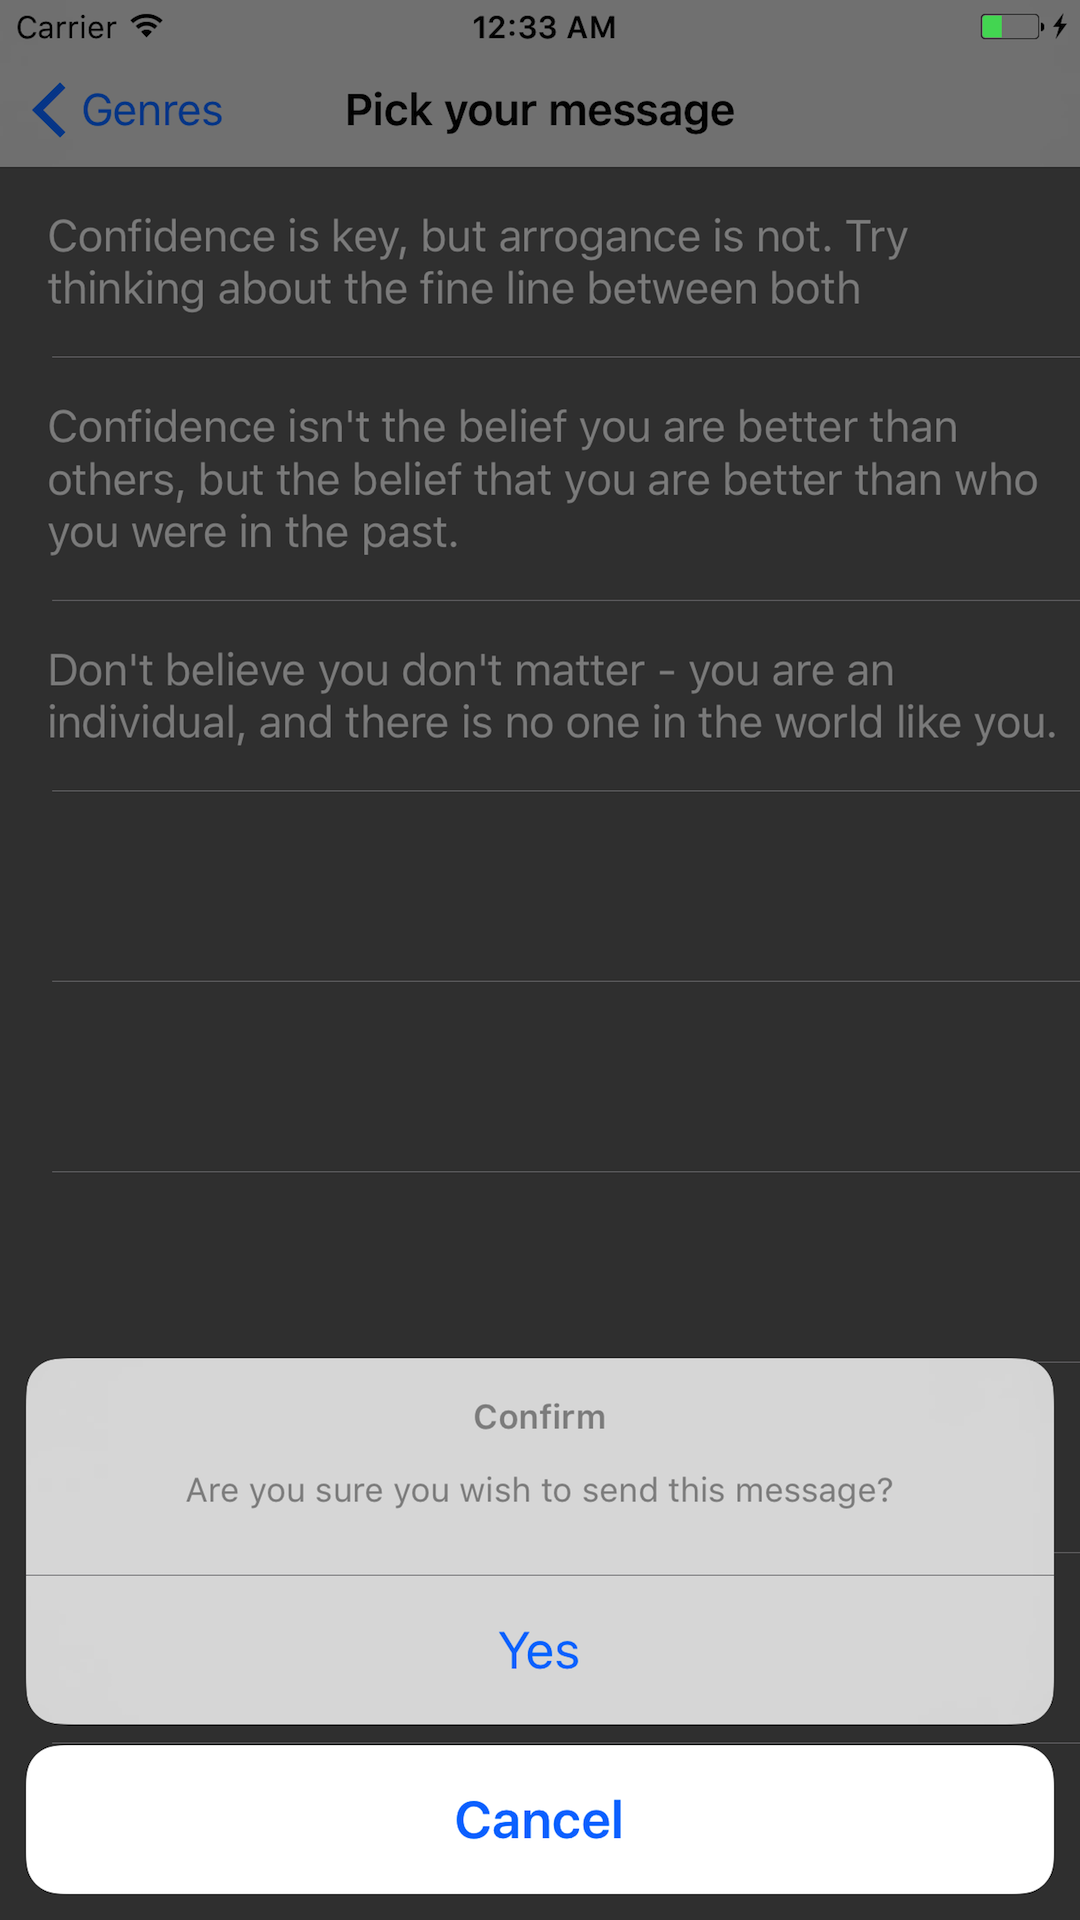 Carrier
12:33 AM
Genres
Pick your message
Confidence is key, but arrogance is not. Try
thinking about the fine line between both
Confidence isn't the belief you are better than
others, but the belief that you are better than who
you were in the past.
Don't believe you don't matter - you are an
individual, and there is no one in the world like you.
Confirm
Are you sure you wish to send this message?
Yes
Cancel